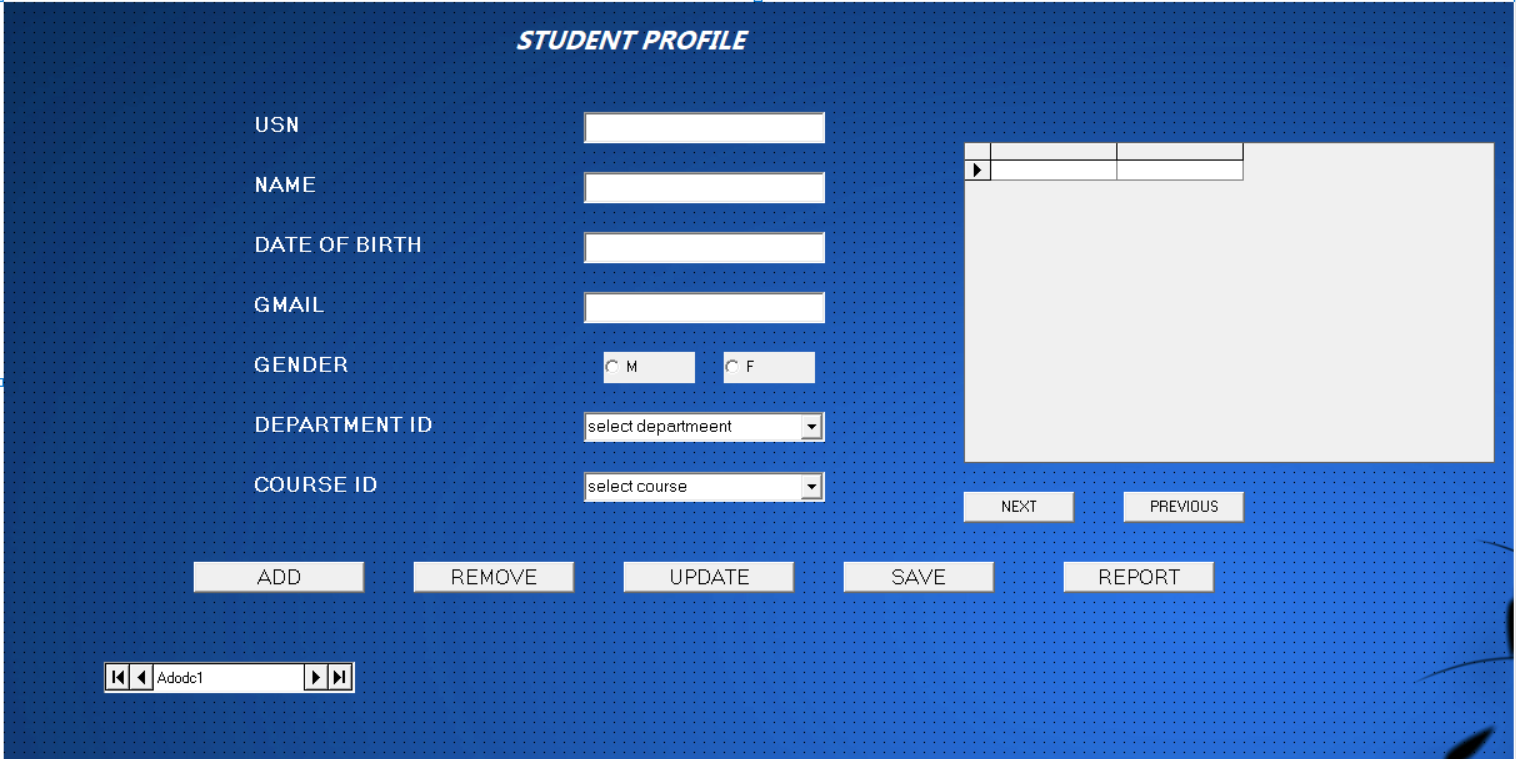 STUDENT PROFILE
USN
NAME
DATE OF BIRTH
GMAIL
GENDER M F
DEPARTMENT ID select departmeent
COURSE ID select course
NEXT PREVIOUS
ADD REMOVE UPDATE SAVE REPORT
Adodc1